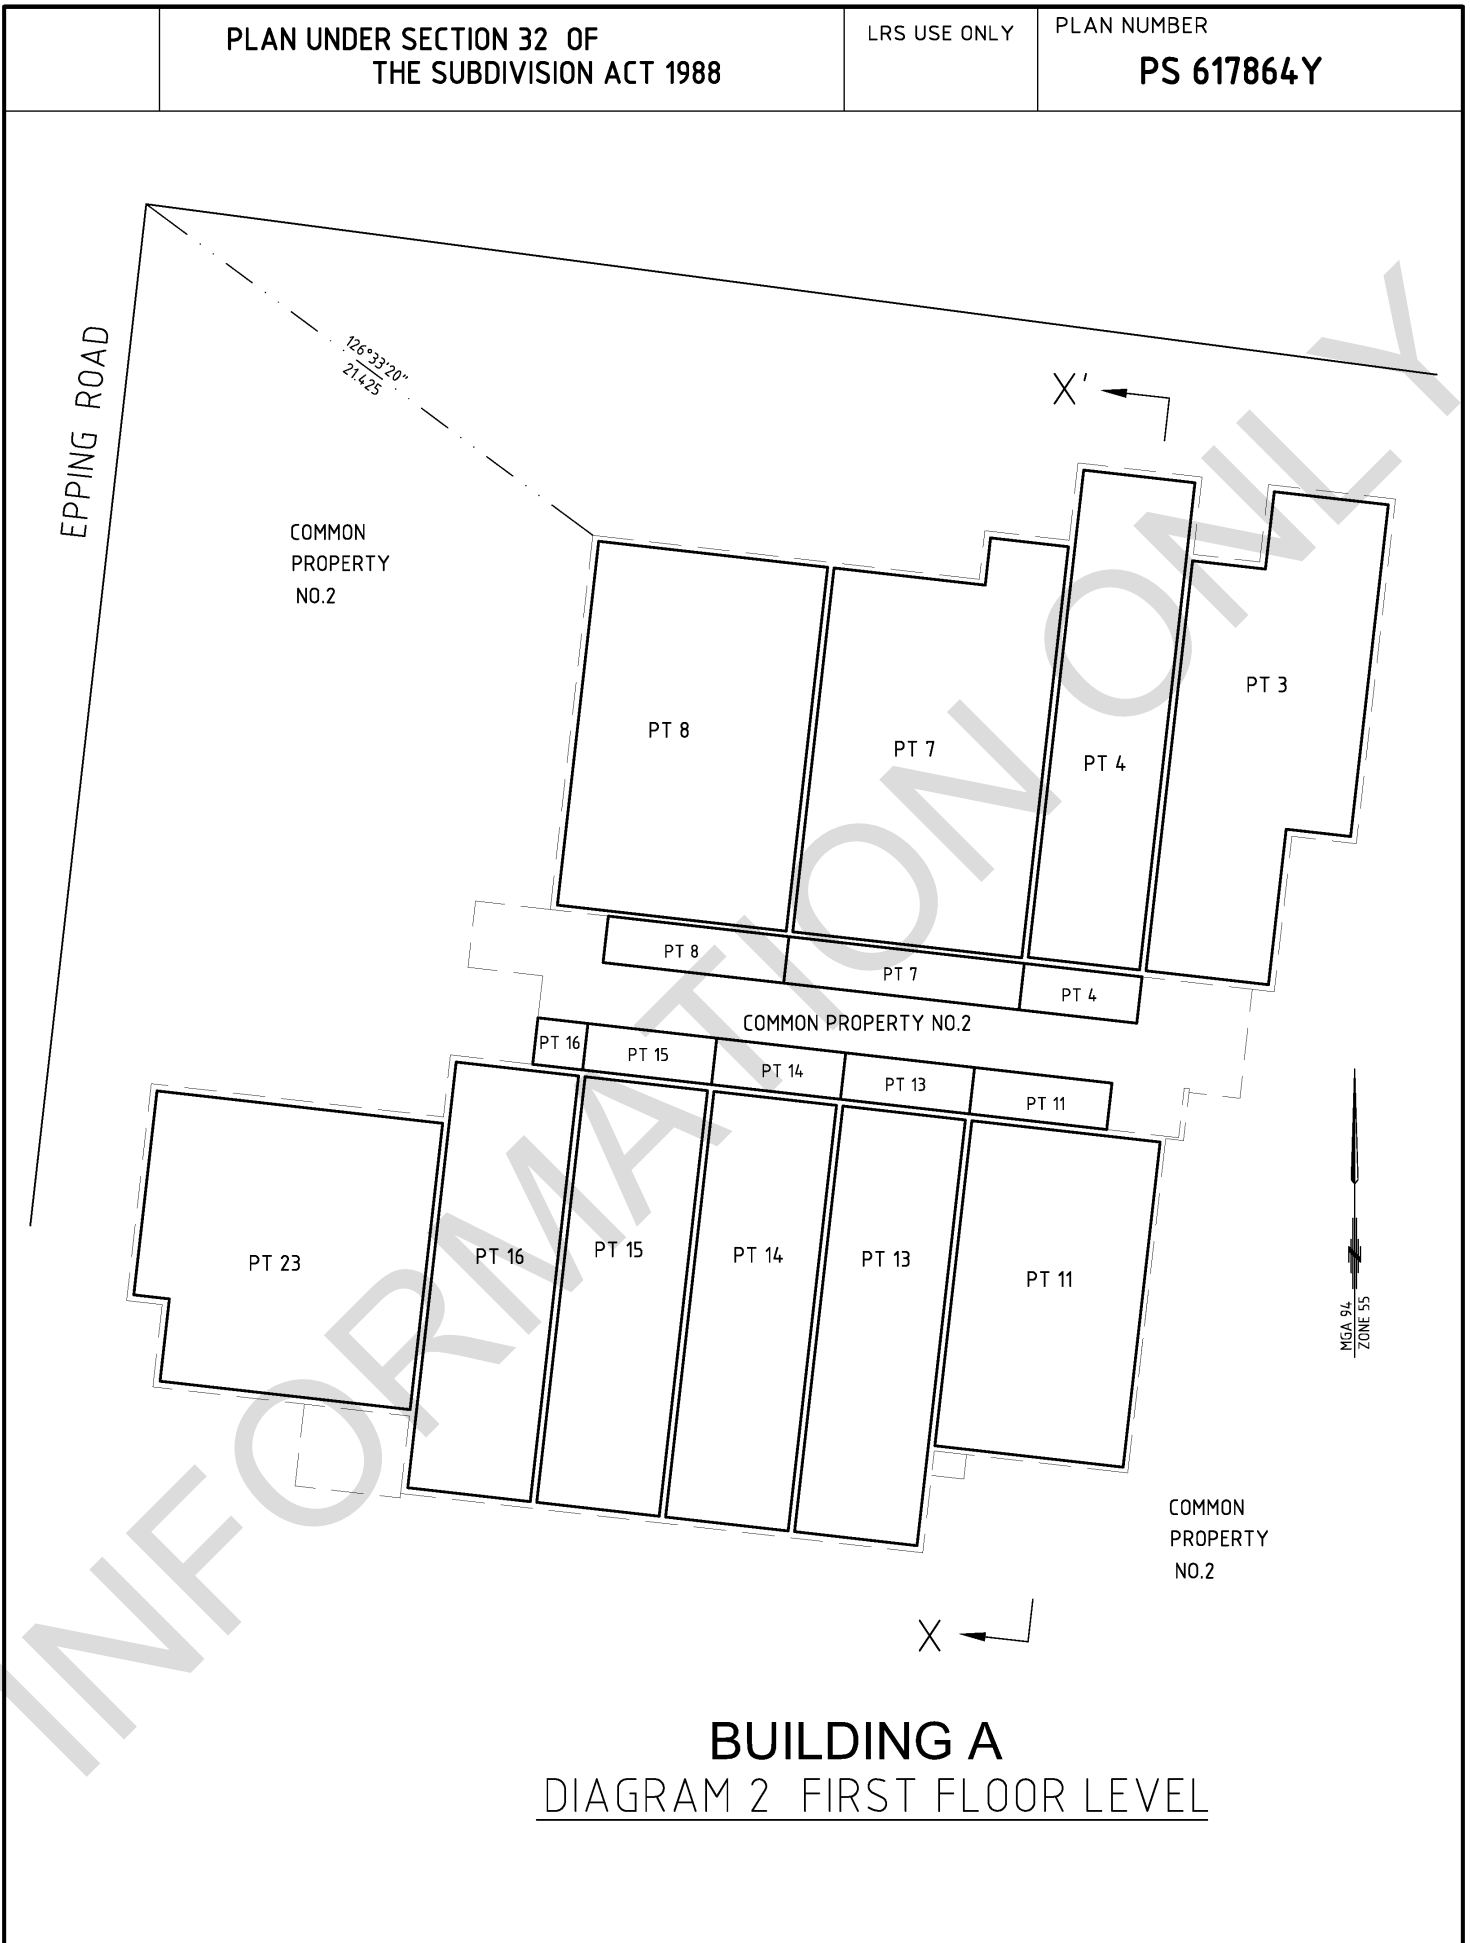 PLAN UNDER SECTION 32 OF
THE SUBDIVISION ACT 1988
LRS USE ONLY
PLAN NUMBER
PS 617864Y
EPPING ROAD
126°33'20"
21.425
X'
COMMON
PROPERTY
NO.2
PT 3
PT 8
PT 7
PT 4
PT 8
PT 7
PT 4
COMMON PROPERTY NO.2
PT 16
PT 15
PT 14
PT 13
PT 11
PT 23
PT 16
PT 15
PT 14
PT 13
PT 11
N
MGA 94
ZONE 55
COMMON
PROPERTY
NO.2
X
BUILDING A
DIAGRAM 2 FIRST FLOOR LEVEL
INFORMATION ONLY